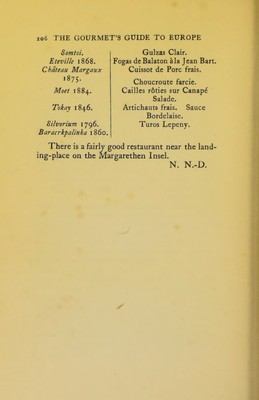 106 THE GOURMET'S GUIDE TO EUROPE
Somtoi. Gulzas Clair.
Eteville 1868. Fogas de Balaton à la Jean Bart.
Château Margaux Cuissot de Porc frais.
1875. Choucroute farcie.
Moet 1884. Cailles rôties sur Canapé
Salade.
Tokay 1846. Artichauts frais. Sauce
Bordelaise.
Silvorium 1796. Turos Lepeny.
Baracrkpalinka 1860.
There is a fairly good restaurant near the land-
ing-place on the Margarethen Insel.
N. N.-D.